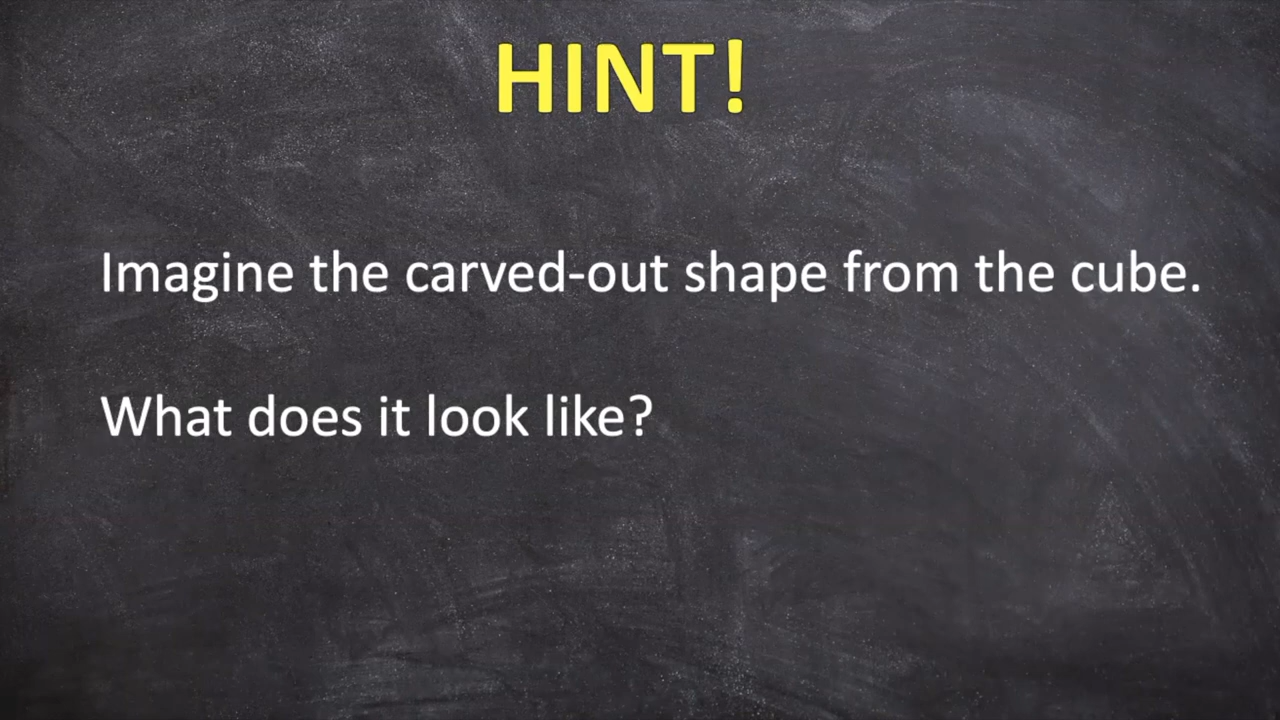 HINT!
Imagine the carved-out shape from the cube.
What does it look like?